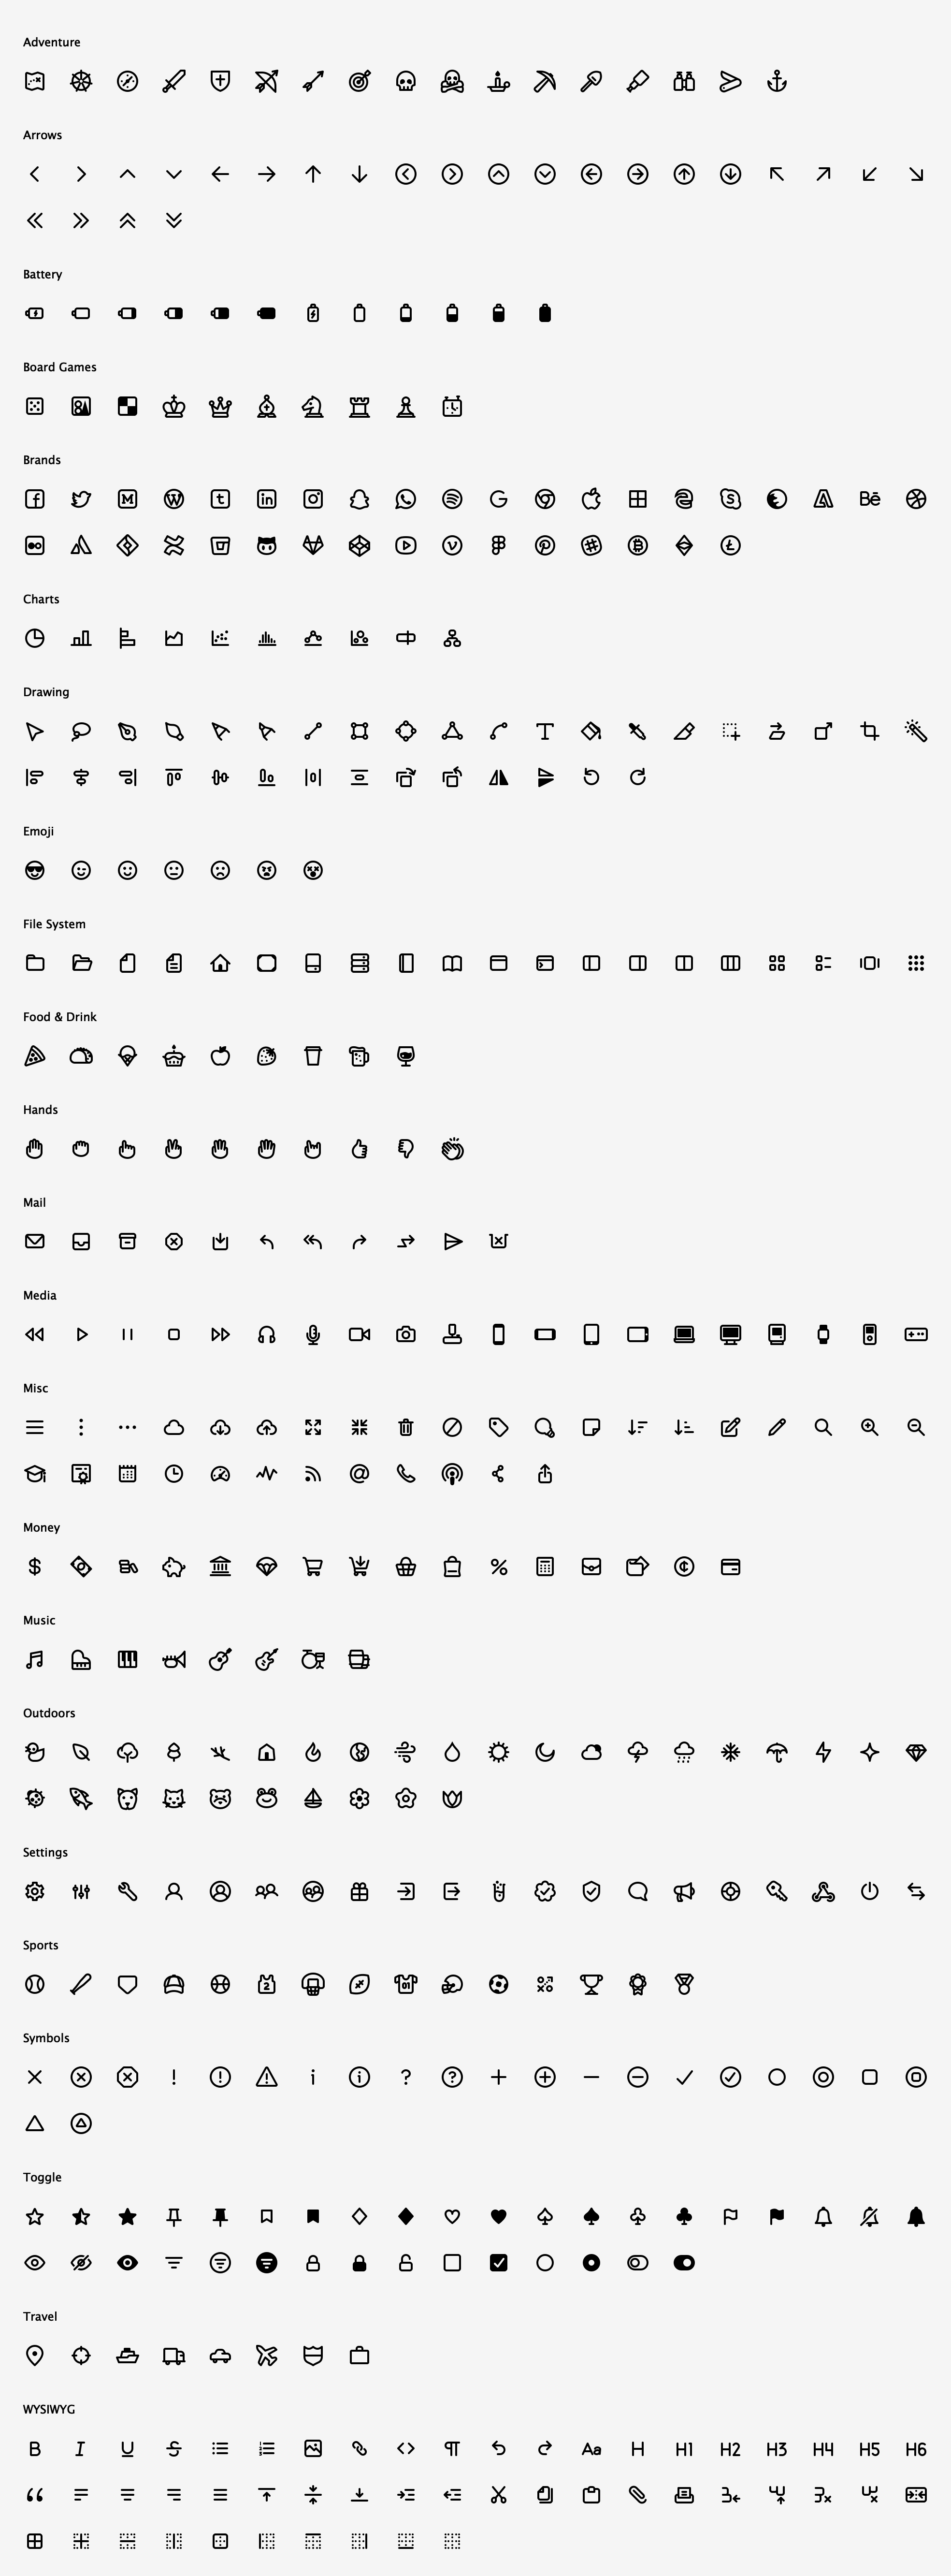 Adventure
Arrows
Battery
Board Games
Brands
Charts
Drawing
Emoji
File System
Food & Drink
Hands
Mail
Media
Misc
Money
Music
Outdoors
Settings
Sports
Symbols
Toggle
Travel
WYSIWYG
B I U S Aa H H1 H2 H3 H4 H5 H6